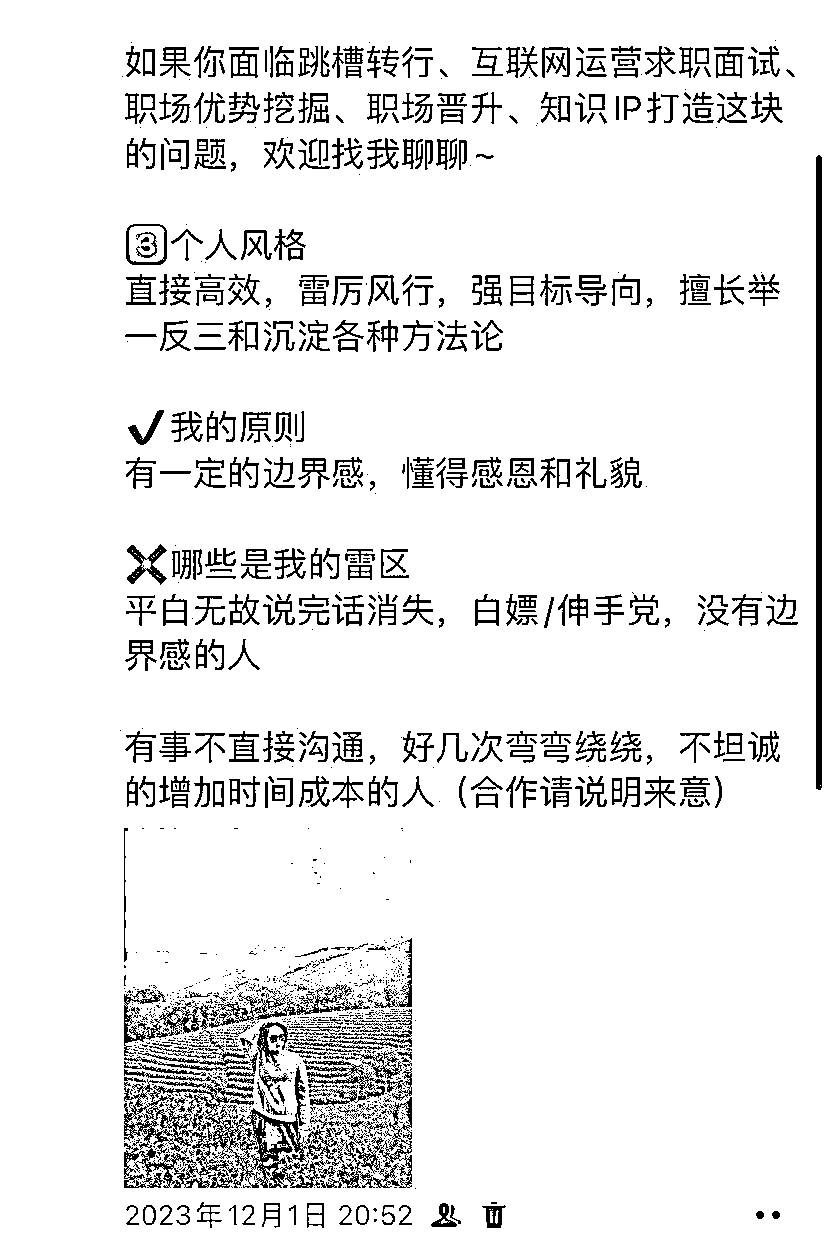 如果你面临跳槽转行、互联网运营求职面试、
职场优势挖掘、职场晋升、知识IP打造这块
的问题，欢迎找我聊聊~
3个人风格
直接高效，雷厉风行，强目标导向，擅长举
一反三和沉淀各种方法论
✔我的原则
有一定的边界感，懂得感恩和礼貌
✖哪些是我的雷区
平白无故说完话消失，白嫖/伸手党，没有边
界感的人
有事不直接沟通，好几次弯弯绕绕，不坦诚
的增加时间成本的人（合作请说明来意）
2023年12月1日 20:52